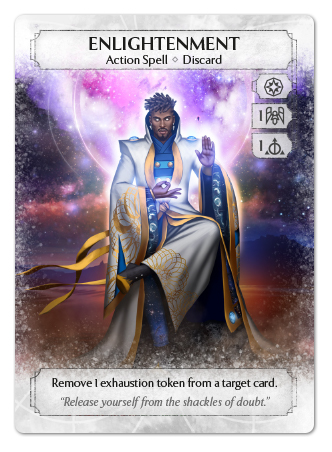 ENLIGHTENMENT
Action Spell ◇ Discard
1
1
Remove 1 exhaustion token from a target card.
“Release yourself from the shackles of doubt.”